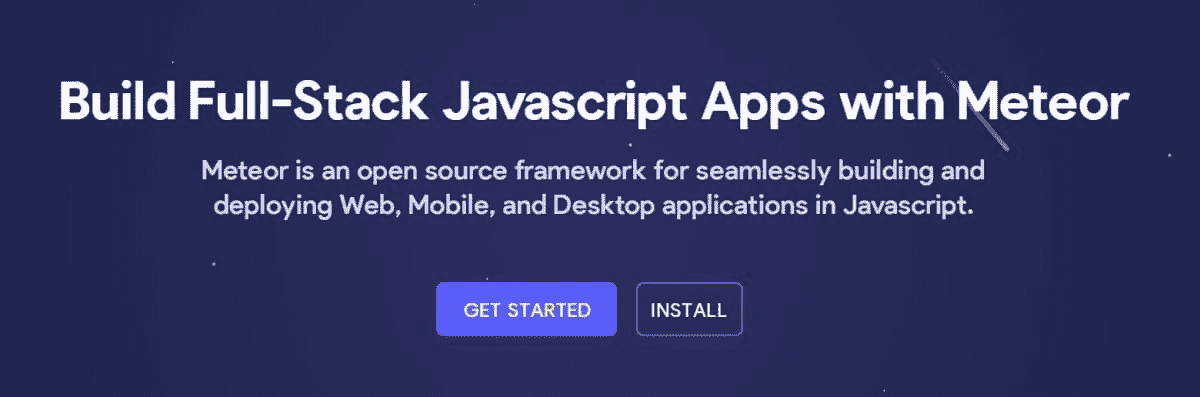 Build Full-Stack Javascript Apps with Meteor
Meteor is an open source framework for seamlessly building and
deploying Web, Mobile, and Desktop applications in Javascript.
GET STARTED INSTALL